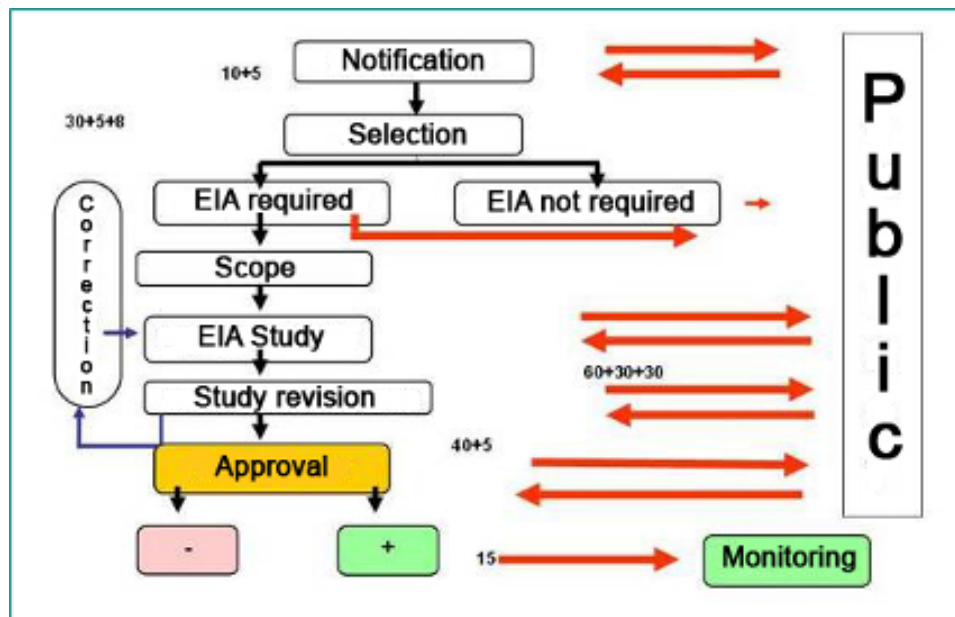 Notification
10+5
30+5+8
Selection
EIA required
EIA not required
Correction
Scope
EIA Study
60+30+30
Study revision
40+5
Approval
-
+
15
Monitoring
Public